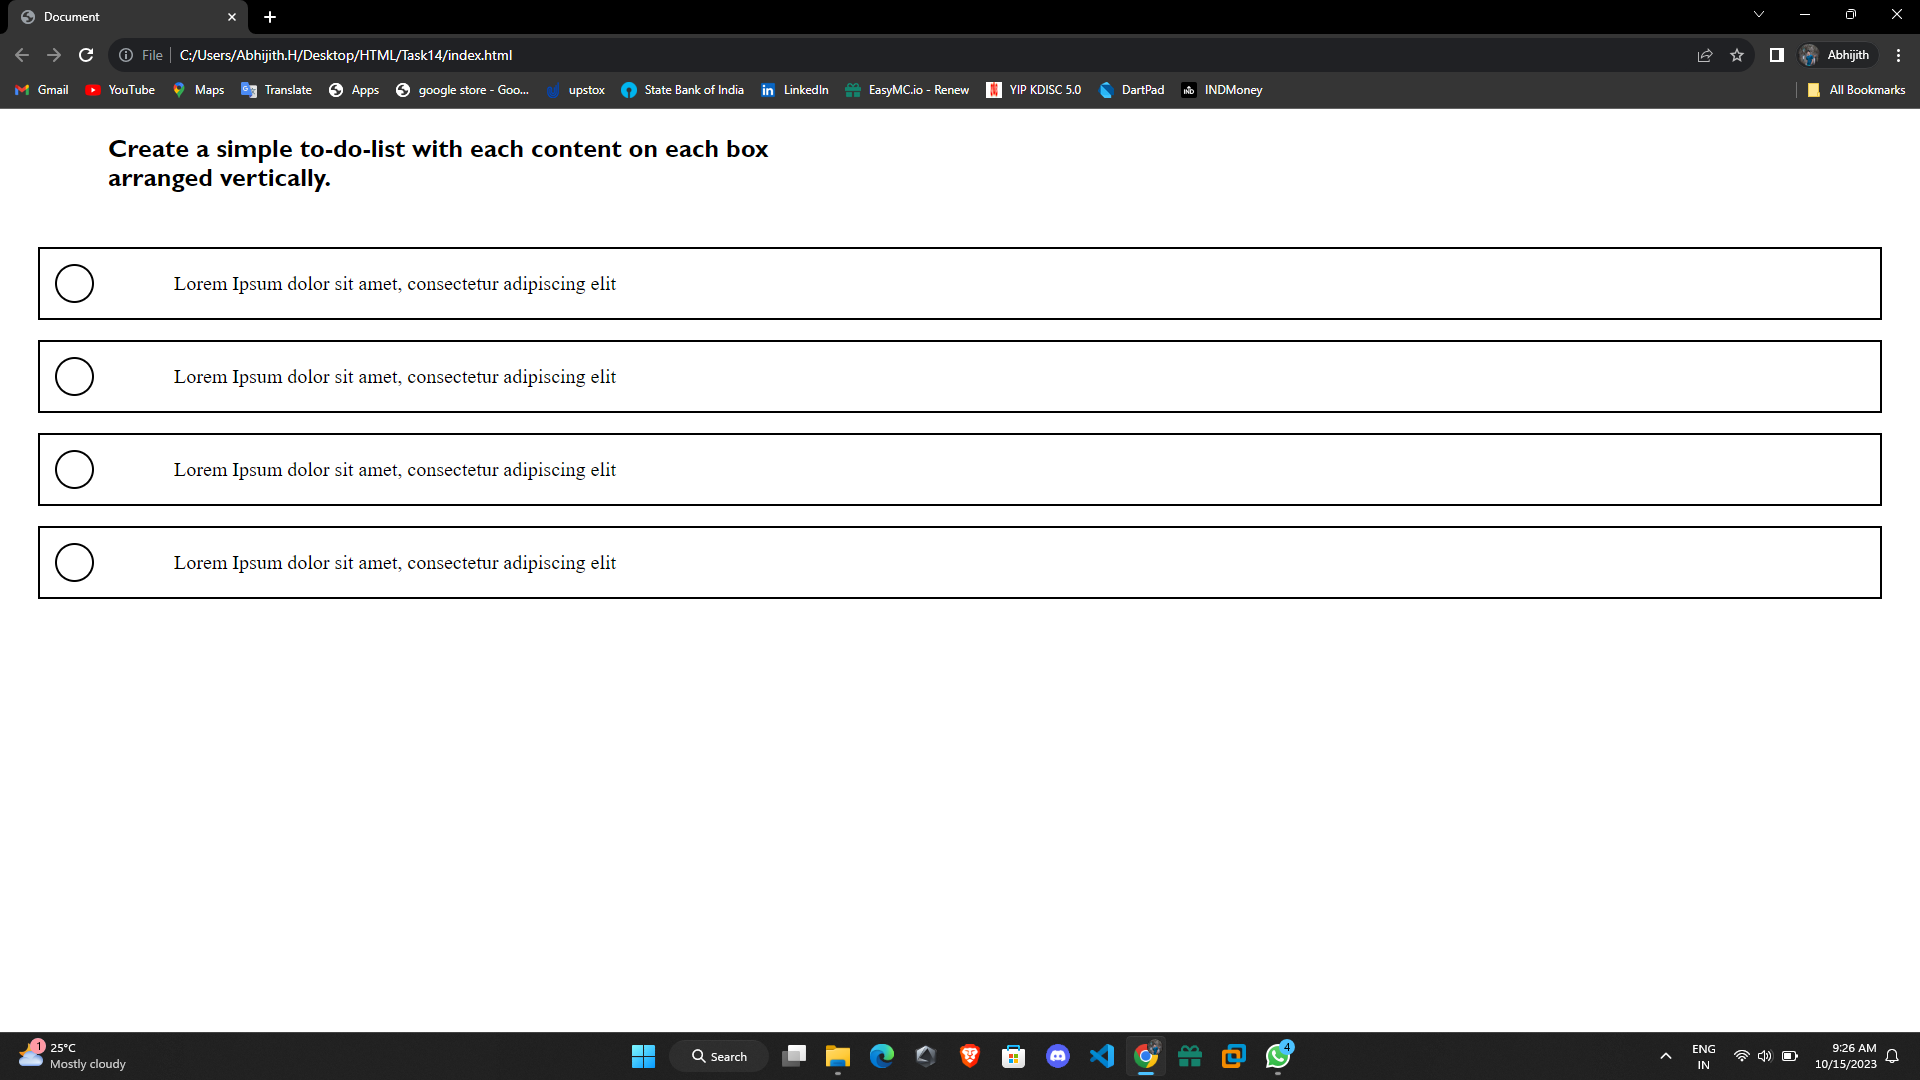 Document
File
C:/Users/Abhijith.H/Desktop/HTML/Task14/index.html
Abhijith
Gmail YouTube Maps Translate Apps google store - Goo... upstox State Bank of India LinkedIn EasyMC.io - Renew YIP KDISC 5.0 DartPad INDMoney All Bookmarks
Create a simple to-do-list with each content on each box
arranged vertically.
Lorem Ipsum dolor sit amet, consectetur adipiscing elit
Lorem Ipsum dolor sit amet, consectetur adipiscing elit
Lorem Ipsum dolor sit amet, consectetur adipiscing elit
Lorem Ipsum dolor sit amet, consectetur adipiscing elit
1
25°C
Mostly cloudy
Search
4
ENG
IN
9:26 AM
10/15/2023